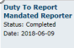 Duty To Report
Mandated Reporter
Status: Completed
Date: 2018-06-09